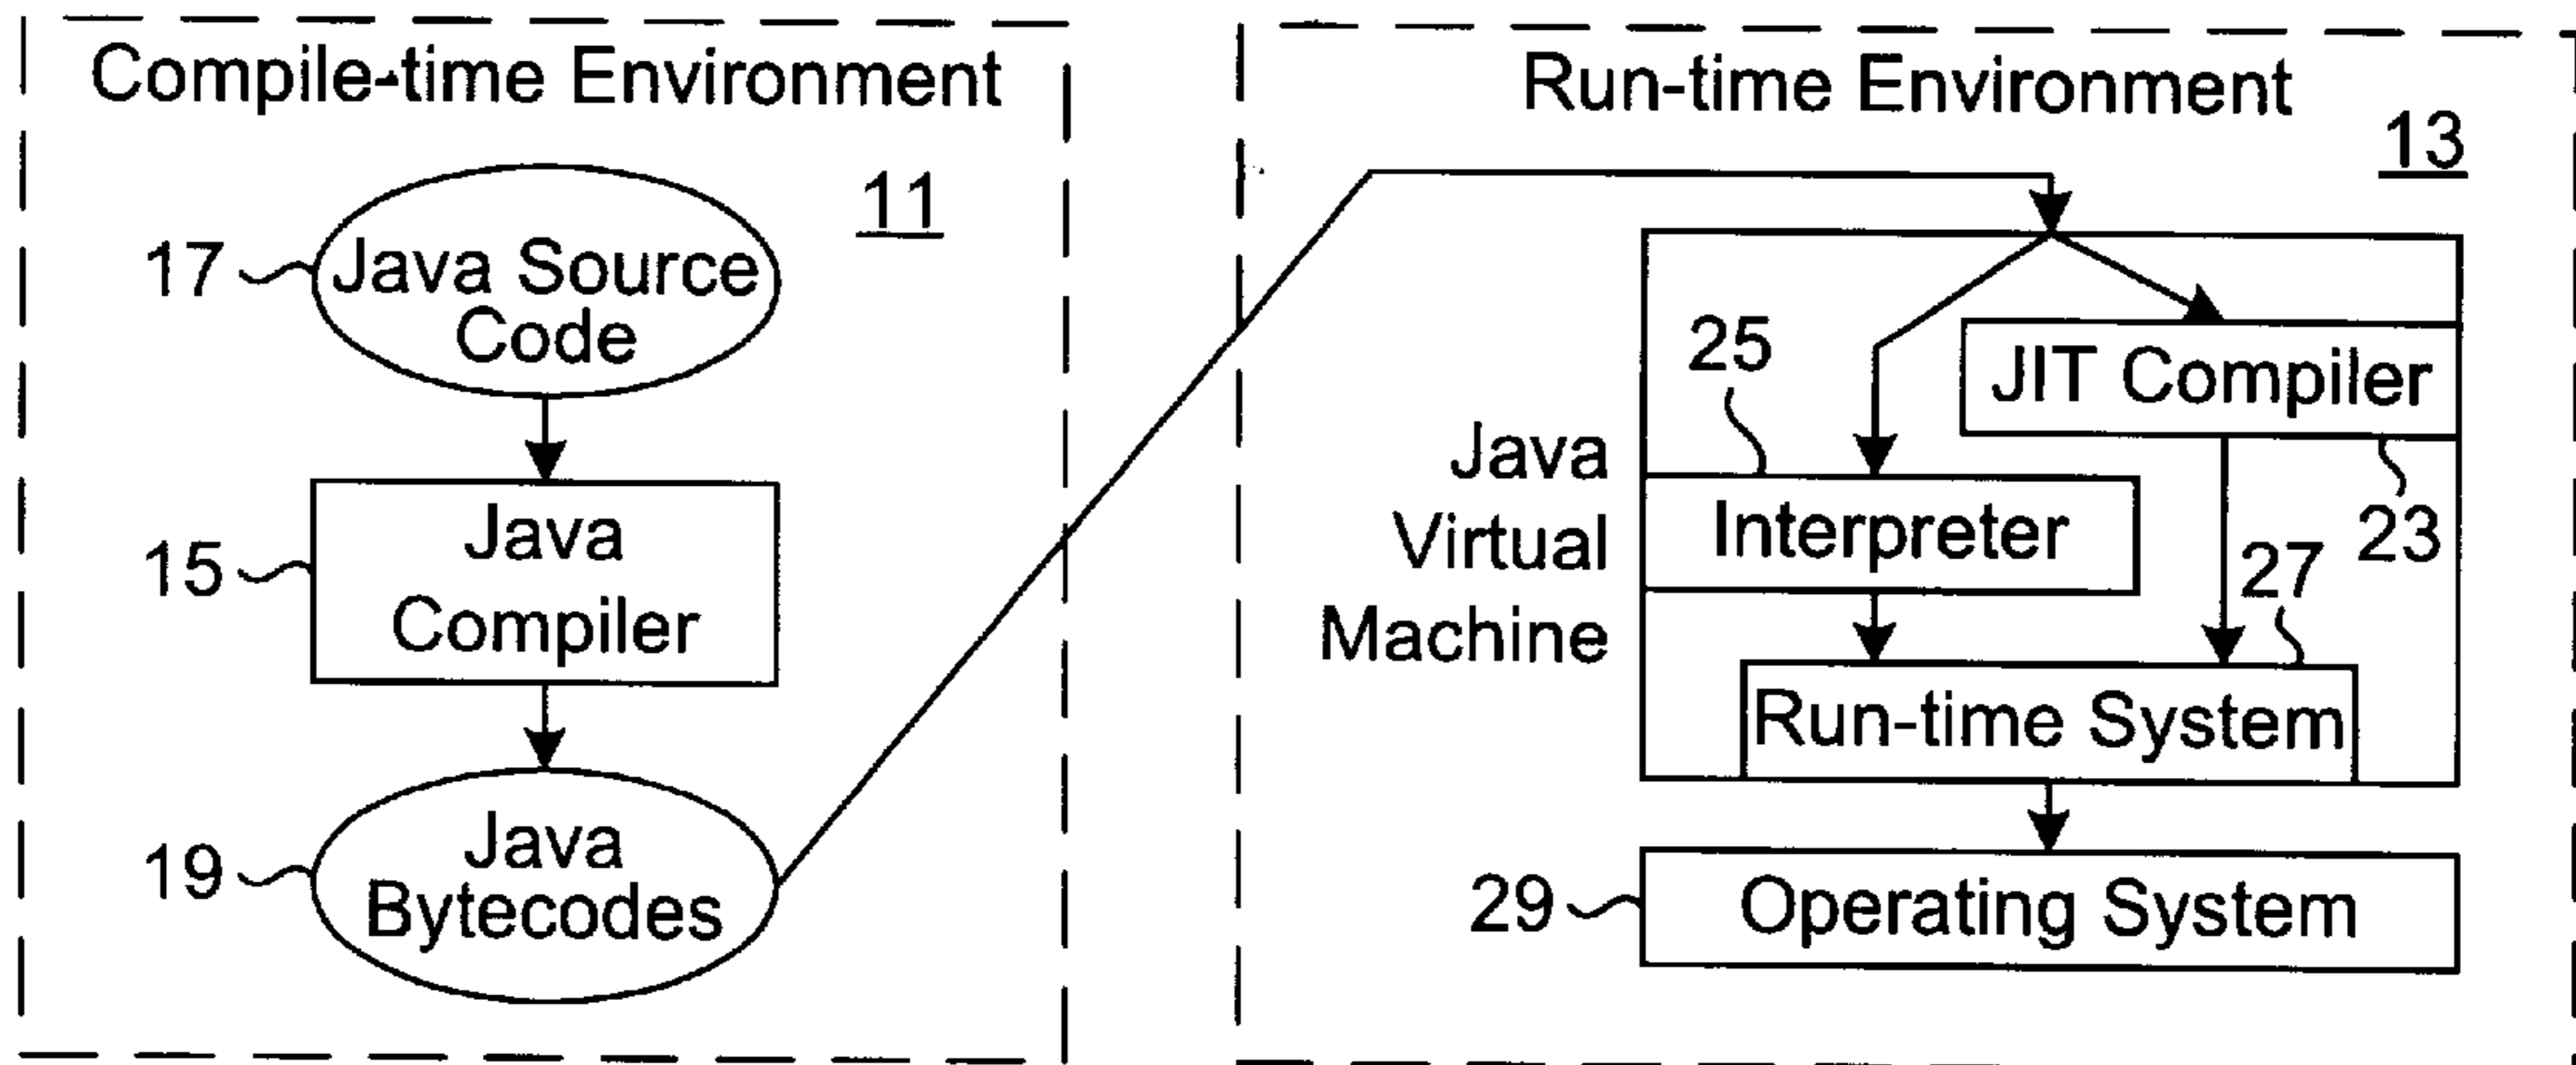 Compile-time Environment
11
17
Java Source
Code
15
Java
Compiler
19
Java
Bytecodes
Run-time Environment
13
JIT Compiler
23
25
Java
Virtual
Machine
Interpreter
27
Run-time System
29
Operating System